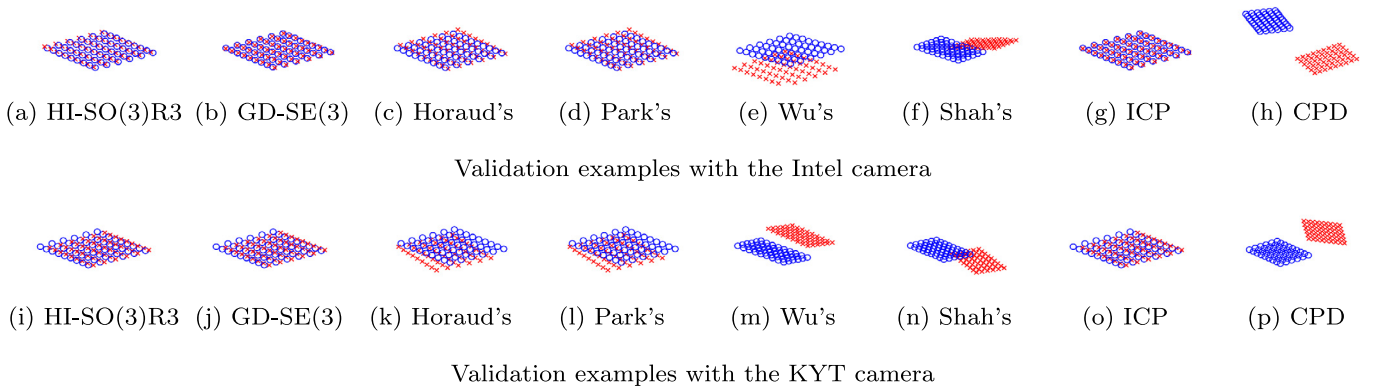 (a) HI-SO(3)R3 (b) GD-SE(3) (c) Horaud's (d) Park's (e) Wu's (f) Shah's (g) ICP (h) CPD
Validation examples with the Intel camera
(i) HI-SO(3)R3 (j) GD-SE(3) (k) Horaud's (l) Park's (m) Wu's (n) Shah's (o) ICP (p) CPD
Validation examples with the KYT camera